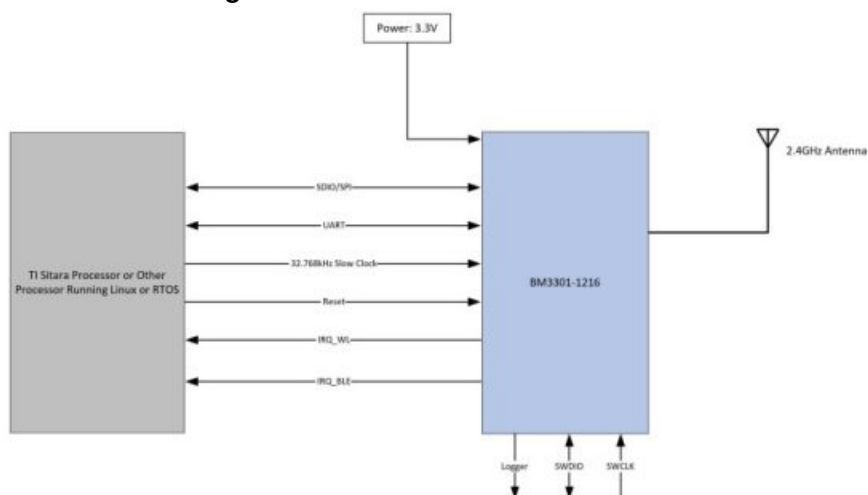 Power: 3.3V
2.4GHz Antenna
SDIO/SPI
UART
TI Sitara Processor or Other
Processor Running Linux or RTOS
32.768kHz Slow Clock
BM3301-1216
Reset
IRQ_WL
IRQ_BLE
Logger
SWDIO
SWCLK